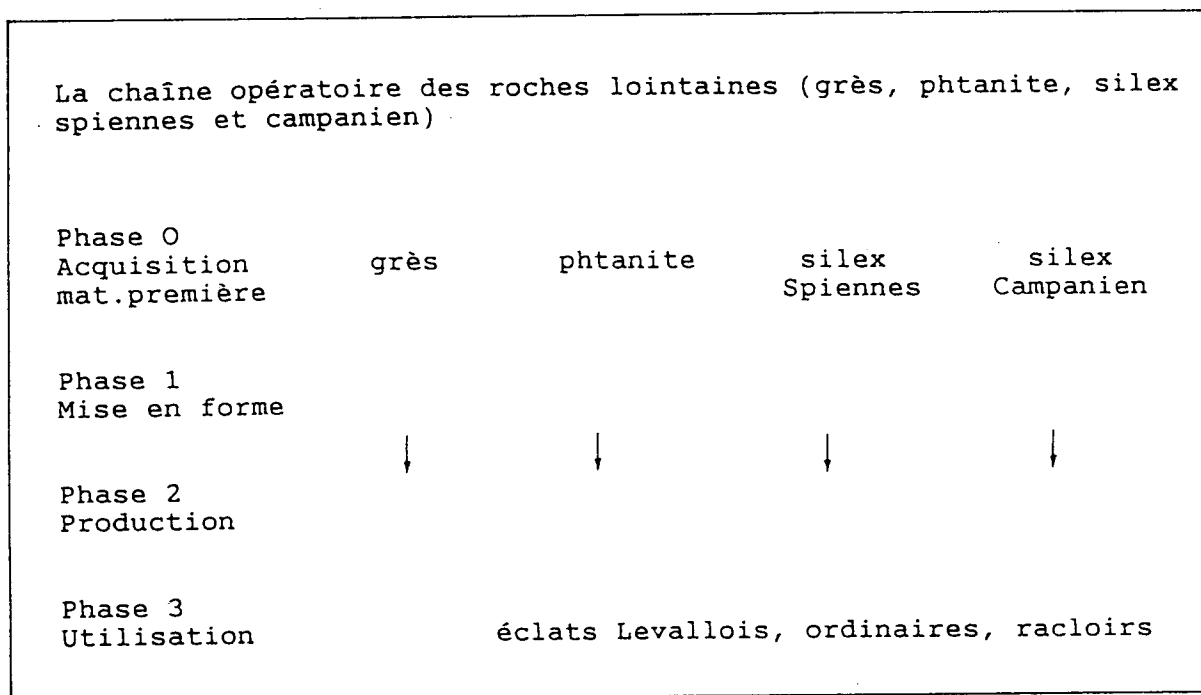 La chaîne opératoire des roches lointaines (grès, phtanite, silex
spiennes et campanien)
Phase O
Acquisition grès phtanite silex silex
mat.première Spiennes Campanien
Phase 1
Mise en forme
Phase 2
Production
Phase 3
Utilisation éclats Levallois, ordinaires, racloirs